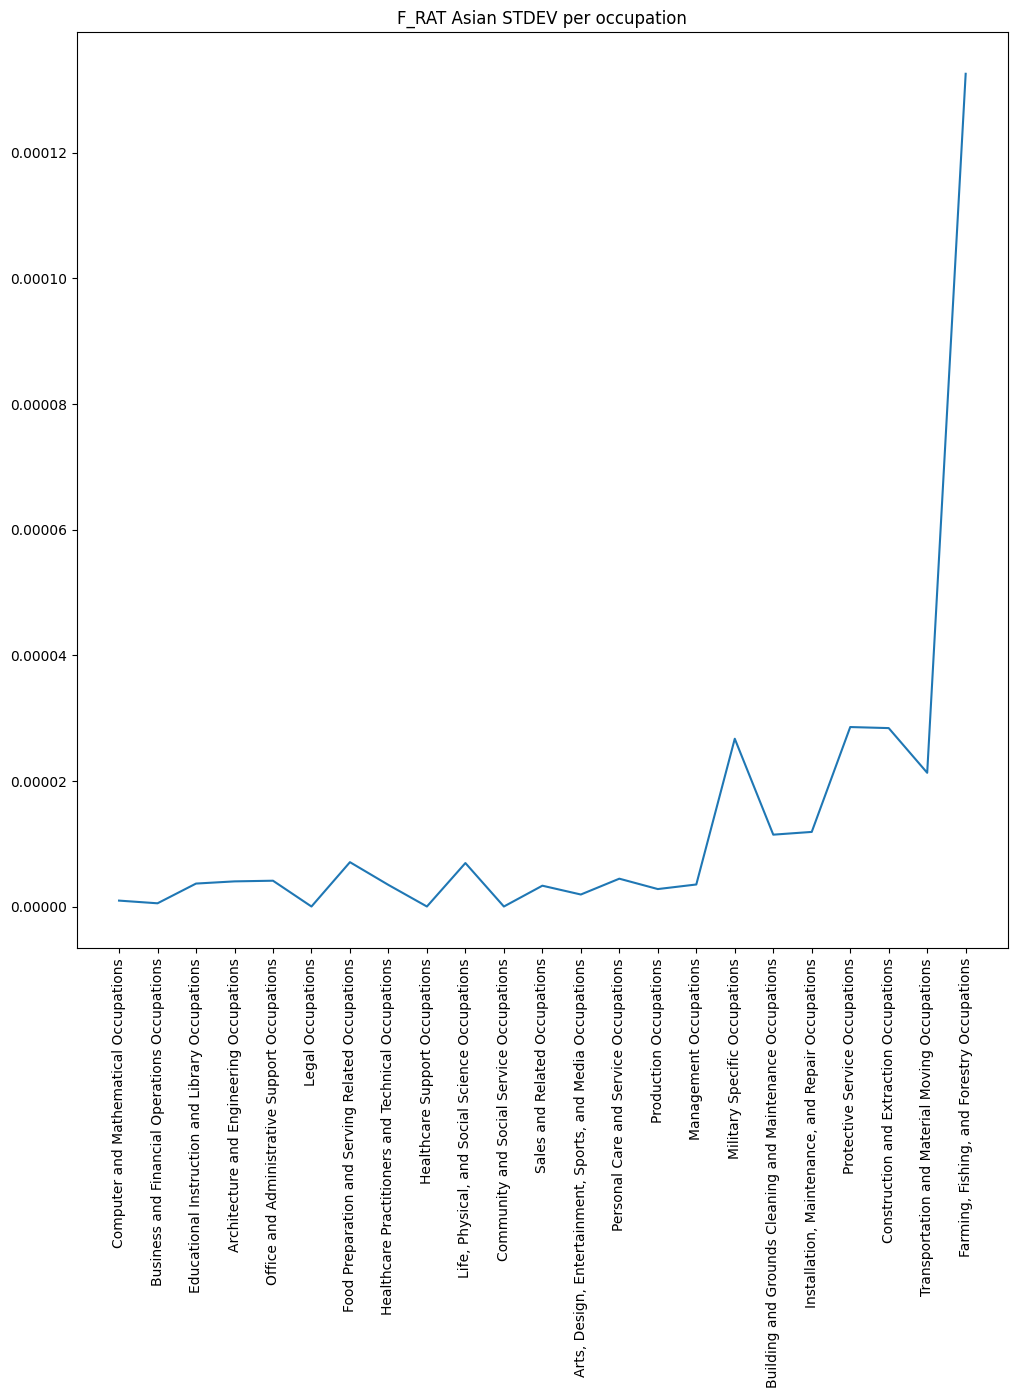 F_RAT Asian STDEV per occupation
0.00012
0.00010
0.00008
0.00006
0.00004
0.00002
0.00000
Computer and Mathematical Occupations
Business and Financial Operations Occupations
Educational Instruction and Library Occupations
Architecture and Engineering Occupations
Office and Administrative Support Occupations
Legal Occupations
Food Preparation and Serving Related Occupations
Healthcare Practitioners and Technical Occupations
Healthcare Support Occupations
Life, Physical, and Social Science Occupations
Community and Social Service Occupations
Sales and Related Occupations
Arts, Design, Entertainment, Sports, and Media Occupations
Personal Care and Service Occupations
Production Occupations
Management Occupations
Military Specific Occupations
Building and Grounds Cleaning and Maintenance Occupations
Installation, Maintenance, and Repair Occupations
Protective Service Occupations
Construction and Extraction Occupations
Transportation and Material Moving Occupations
Farming, Fishing, and Forestry Occupations